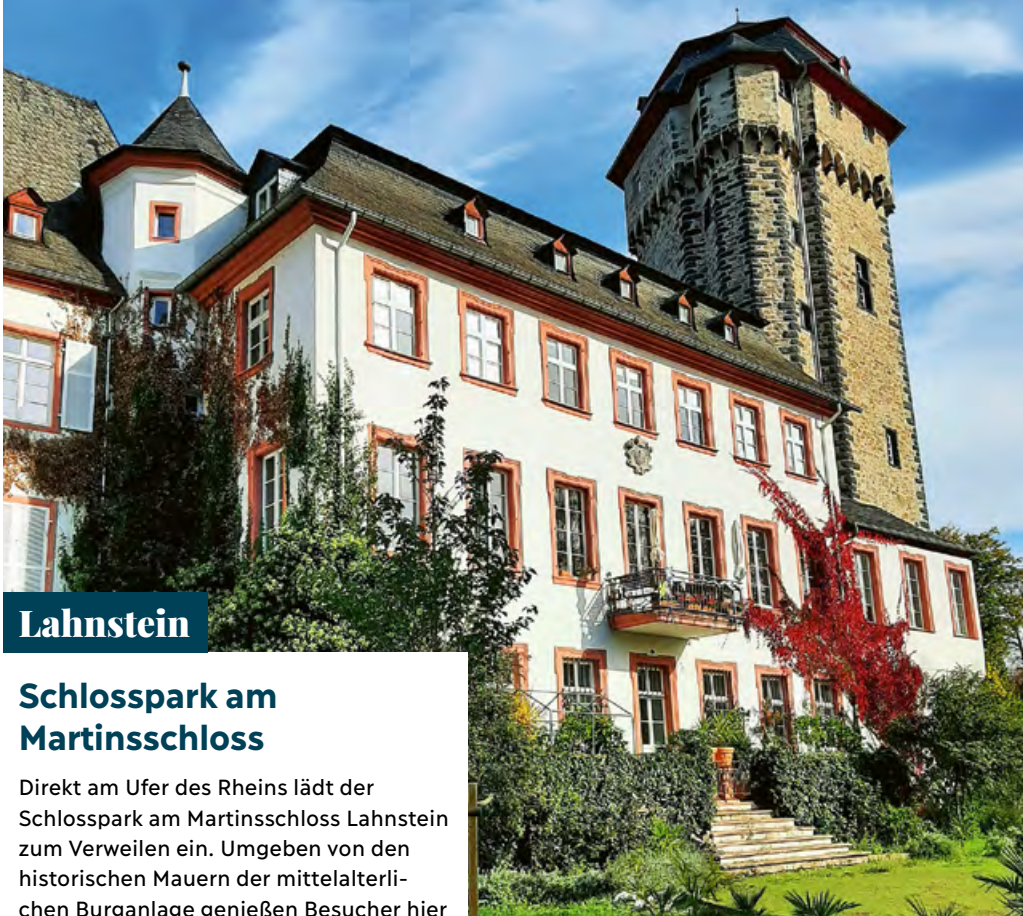 Lahnstein
Schlosspark am
Martinsschloss
Direkt am Ufer des Rheins lädt der
Schlosspark am Martinsschloss Lahnstein
zum Verweilen ein. Umgeben von den
historischen Mauern der mittelalterli-
chen Burganlage genießen Besucher hier